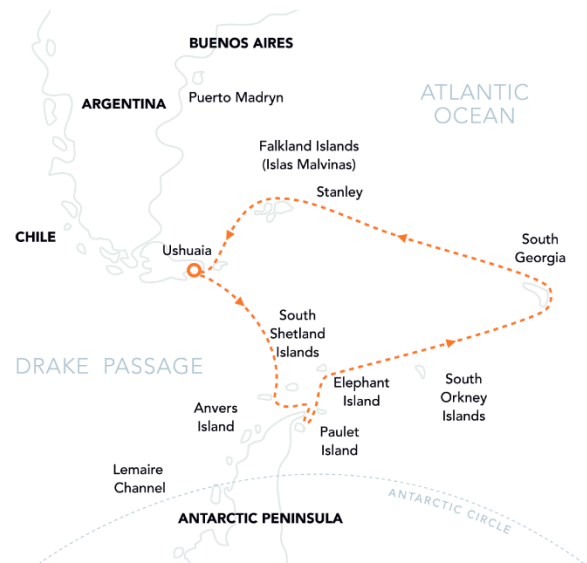 BUENOS AIRES
Puerto Madryn
ARGENTINA
ATLANTIC
OCEAN
Falkland Islands
(Islas Malvinas)
Stanley
CHILE
Ushuaia
South
Georgia
South
Shetland
Islands
DRAKE PASSAGE
Elephant
Island
South
Orkney
Islands
Anvers
Island
Paulet
Island
Lemaire
Channel
ANTARCTIC CIRCLE
ANTARCTIC PENINSULA